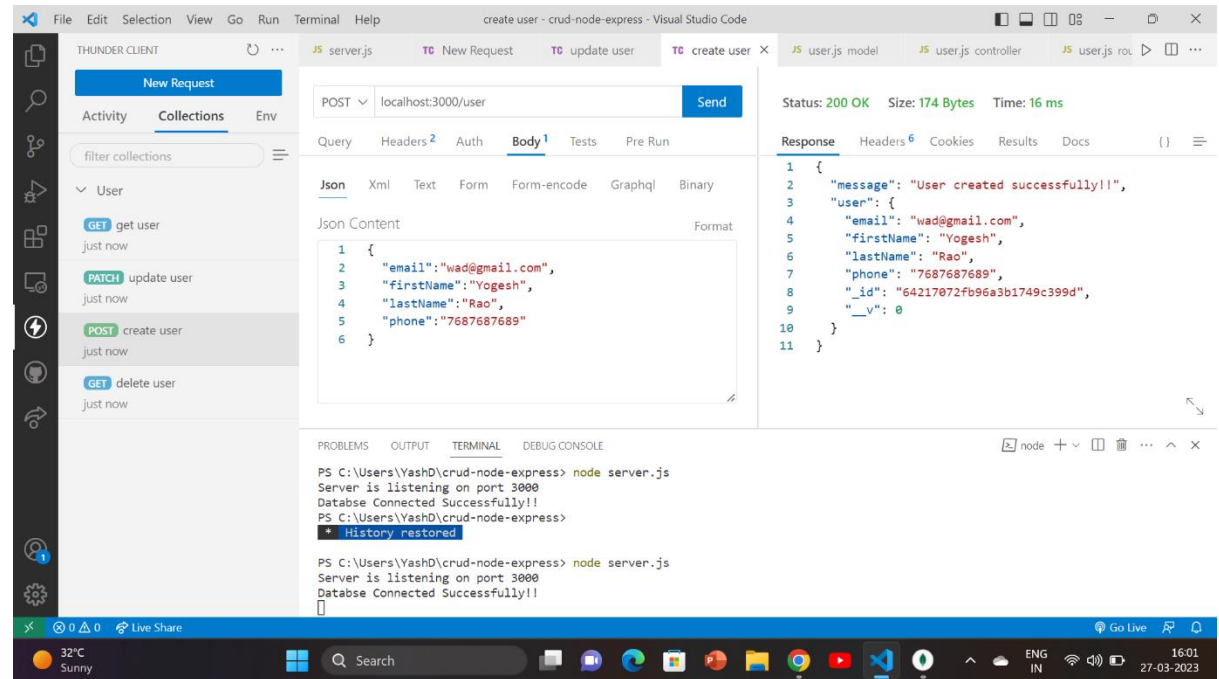 File Edit Selection View Go Run Terminal Help create user - crud-node-express - Visual Studio Code
THUNDER CLIENT
New Request
Activity Collections Env
filter collections
User
GET get user
just now
PATCH update user
just now
POST create user
just now
GET delete user
just now
JS server.js TC New Request TC update user TC create user × JS user.js model JS user.js controller JS user.js rou
POST localhost:3000/user Send
Query Headers 2 Auth Body 1 Tests Pre Run
Json Xml Text Form Form-encode Graphql Binary
Json Content Format
1 {
2 "email":"wad@gmail.com",
3 "firstName":"Yogesh",
4 "lastName":"Rao",
5 "phone":"7687687689"
6 }
Status: 200 OK Size: 174 Bytes Time: 16 ms
Response Headers 6 Cookies Results Docs { }
1 {
2 "message": "User created successfully!!",
3 "user": {
4 "email": "wad@gmail.com",
5 "firstName": "Yogesh",
6 "lastName": "Rao",
7 "phone": "7687687689",
8 "_id": "64217072fb96a3b1749c399d",
9 "__v": 0
10 }
11 }
PROBLEMS OUTPUT TERMINAL DEBUG CONSOLE node
PS C:\Users\YashD\crud-node-express> node server.js
Server is listening on port 3000
Databse Connected Successfully!!
PS C:\Users\YashD\crud-node-express>
* History restored
PS C:\Users\YashD\crud-node-express> node server.js
Server is listening on port 3000
Databse Connected Successfully!!
1
0 0 Live Share Go Live
32°C
Sunny
Search
ENG
IN
16:01
27-03-2023